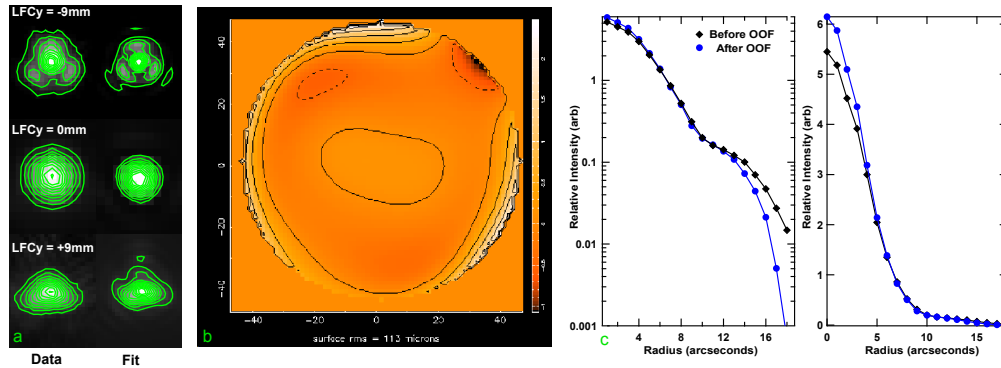 LFCy = -9mm
LFCy = 0mm
LFCy = +9mm
a
Data Fit
40
20
0
-20
-40
-40 -20 0 20 40
surface rms = 113 microns
b
2
1
Relative Intensity (arb)
1
0.1
0.01
0.001
Before OOF
After OOF
4 8 12 16
Radius (arcseconds)
c
Relative Intensity (arb)
6
5
4
3
2
1
0
0 5 10 15
Radius (arcseconds)